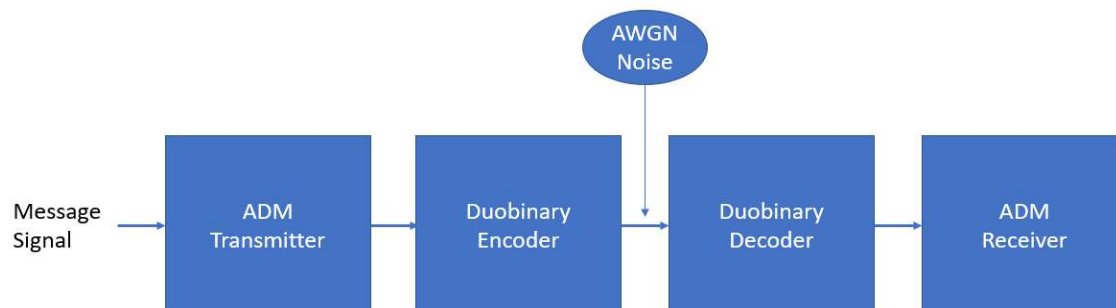 AWGN
Noise
Message
Signal
ADM
Transmitter
Duobinary
Encoder
Duobinary
Decoder
ADM
Receiver